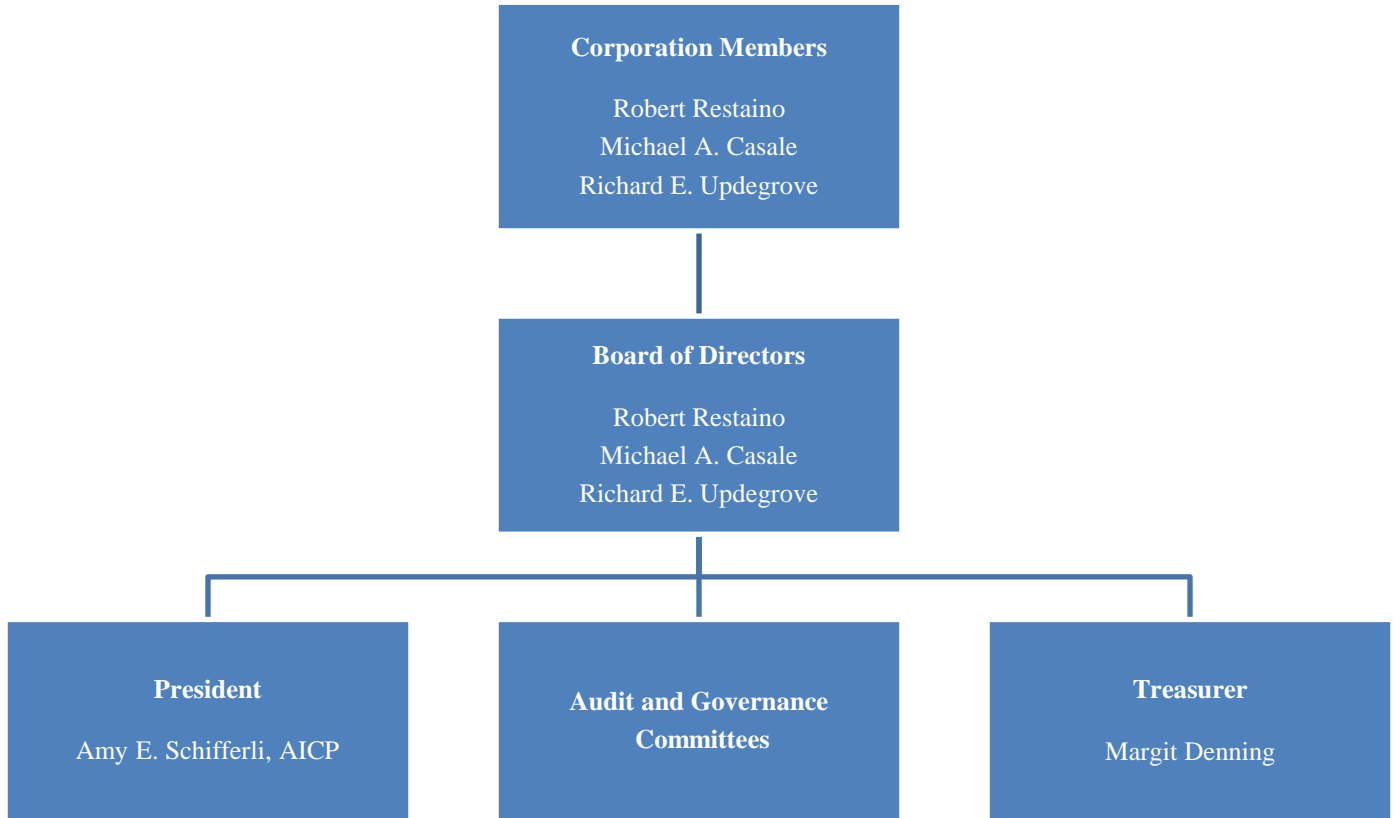 Corporation Members
Robert Restaino
Michael A. Casale
Richard E. Updegrove
Board of Directors
Robert Restaino
Michael A. Casale
Richard E. Updegrove
President
Amy E. Schifferli, AICP
Audit and Governance
Committees
Treasurer
Margit Denning